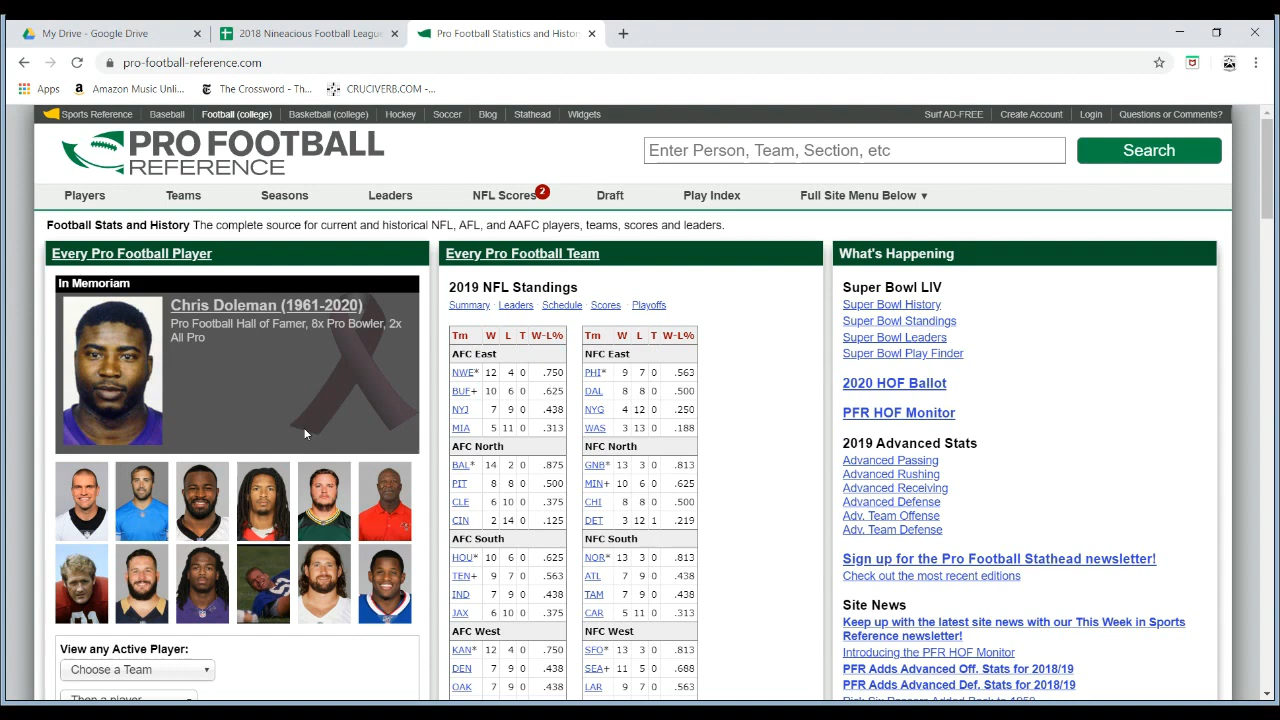 My Drive - Google Drive
2018 Nineacious Football League
Pro Football Statistics and Histor
pro-football-reference.com
Apps
Amazon Music Unli...
The Crossword - Th...
CRUCIVERB.COM -...
Sports Reference Baseball Football (college) Basketball (college) Hockey Soccer Blog Stathead Widgets Surf AD-FREE Create Account Login Questions or Comments?
PRO FOOTBALL
REFERENCE
Enter Person, Team, Section, etc
Search
Players Teams Seasons Leaders NFL Scores 2 Draft Play Index Full Site Menu Below ▼
Football Stats and History The complete source for current and historical NFL, AFL, and AAFC players, teams, scores and leaders.
Every Pro Football Player
In Memoriam
Chris Doleman (1961-2020)
Pro Football Hall of Famer, 8x Pro Bowler, 2x
All Pro
View any Active Player:
Choose a Team
Then a player
Every Pro Football Team
2019 NFL Standings
Summary · Leaders · Schedule · Scores · Playoffs
Tm W L T W-L%
AFC East
NWE* 12 4 0 .750
BUF+ 10 6 0 .625
NYJ 7 9 0 .438
MIA 5 11 0 .313
AFC North
BAL* 14 2 0 .875
PIT 8 8 0 .500
CLE 6 10 0 .375
CIN 2 14 0 .125
AFC South
HOU* 10 6 0 .625
TEN+ 9 7 0 .563
IND 7 9 0 .438
JAX 6 10 0 .375
AFC West
KAN* 12 4 0 .750
DEN 7 9 0 .438
OAK 7 9 0 .438
Tm W L T W-L%
NFC East
PHI* 9 7 0 .563
DAL 8 8 0 .500
NYG 4 12 0 .250
WAS 3 13 0 .188
NFC North
GNB* 13 3 0 .813
MIN+ 10 6 0 .625
CHI 8 8 0 .500
DET 3 12 1 .219
NFC South
NOR* 13 3 0 .813
ATL 7 9 0 .438
TAM 7 9 0 .438
CAR 5 11 0 .313
NFC West
SFO* 13 3 0 .813
SEA+ 11 5 0 .688
LAR 9 7 0 .563
What's Happening
Super Bowl LIV
Super Bowl History
Super Bowl Standings
Super Bowl Leaders
Super Bowl Play Finder
2020 HOF Ballot
PFR HOF Monitor
2019 Advanced Stats
Advanced Passing
Advanced Rushing
Advanced Receiving
Advanced Defense
Adv. Team Offense
Adv. Team Defense
Sign up for the Pro Football Stathead newsletter!
Check out the most recent editions
Site News
Keep up with the latest site news with our This Week in Sports
Reference newsletter!
Introducing the PFR HOF Monitor
PFR Adds Advanced Off. Stats for 2018/19
PFR Adds Advanced Def. Stats for 2018/19